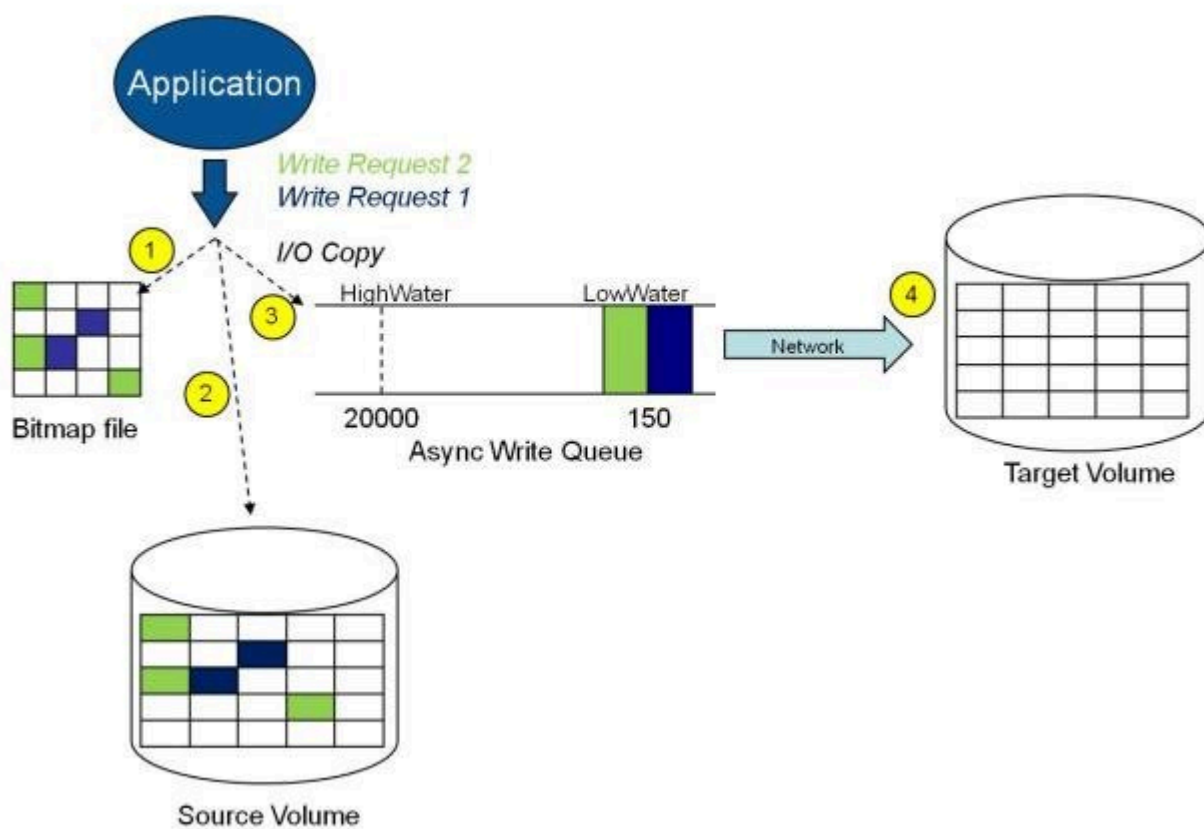 Application
Write Request 2
Write Request 1
1
I/O Copy
HighWater
LowWater
3
4
Network
2
20000
150
Bitmap file
Async Write Queue
Target Volume
Source Volume